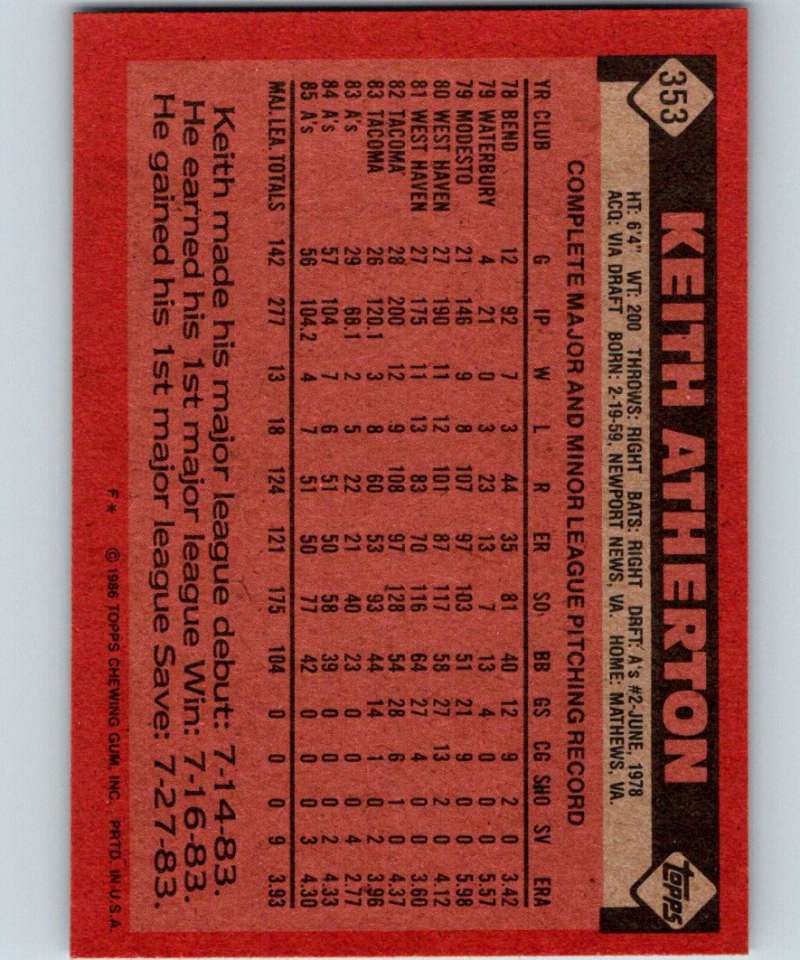 353
KEITH ATHERTON
TOPPS
HT: 6'4" WT: 200 THROWS: RIGHT BATS: RIGHT DRFT: A's #2-JUNE, 1978
ACQ: VIA DRAFT BORN: 2-19-59, NEWPORT NEWS, VA. HOME: MATHEWS, VA.
COMPLETE MAJOR AND MINOR LEAGUE PITCHING RECORD
YR CLUB G IP W L R ER SO BB GS CG SHO SV ERA
78 BEND 12 92 7 3 44 35 81 40 12 9 2 0 3.42
79 WATERBURY 4 21 0 3 23 13 7 13 4 0 0 0 5.57
79 MODESTO 21 146 9 8 107 97 103 51 21 9 0 0 5.98
80 WEST HAVEN 27 190 11 12 101 87 117 58 27 13 2 0 4.12
81 WEST HAVEN 27 175 11 13 83 70 116 64 27 4 0 0 3.60
82 TACOMA 28 200 12 9 108 97 128 54 28 6 1 0 4.37
83 TACOMA 26 120.1 3 8 60 53 93 44 14 1 0 2 3.96
83 A's 29 68.1 2 5 22 21 40 23 0 0 0 4 2.77
84 A's 57 104 7 6 51 50 58 39 0 0 0 2 4.33
85 A's 56 104.2 4 7 51 50 77 42 0 0 0 3 4.30
MAJ. LEA. TOTALS 142 277 13 18 124 121 175 104 0 0 0 9 3.93
Keith made his major league debut: 7-14-83.
He earned his 1st major league Win: 7-16-83.
He gained his 1st major league Save: 7-27-83.
F* © 1986 TOPPS CHEWING GUM, INC. PRTD. IN U.S.A.